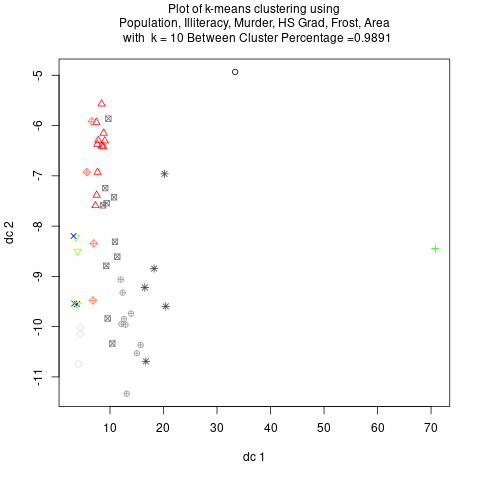 Plot of k-means clustering using
Population, Illiteracy, Murder, HS Grad, Frost, Area
with  k = 10 Between Cluster Percentage =0.9891
-5
-6
-7
-8
-9
-10
-11
dc 2
10 20 30 40 50 60 70
dc 1